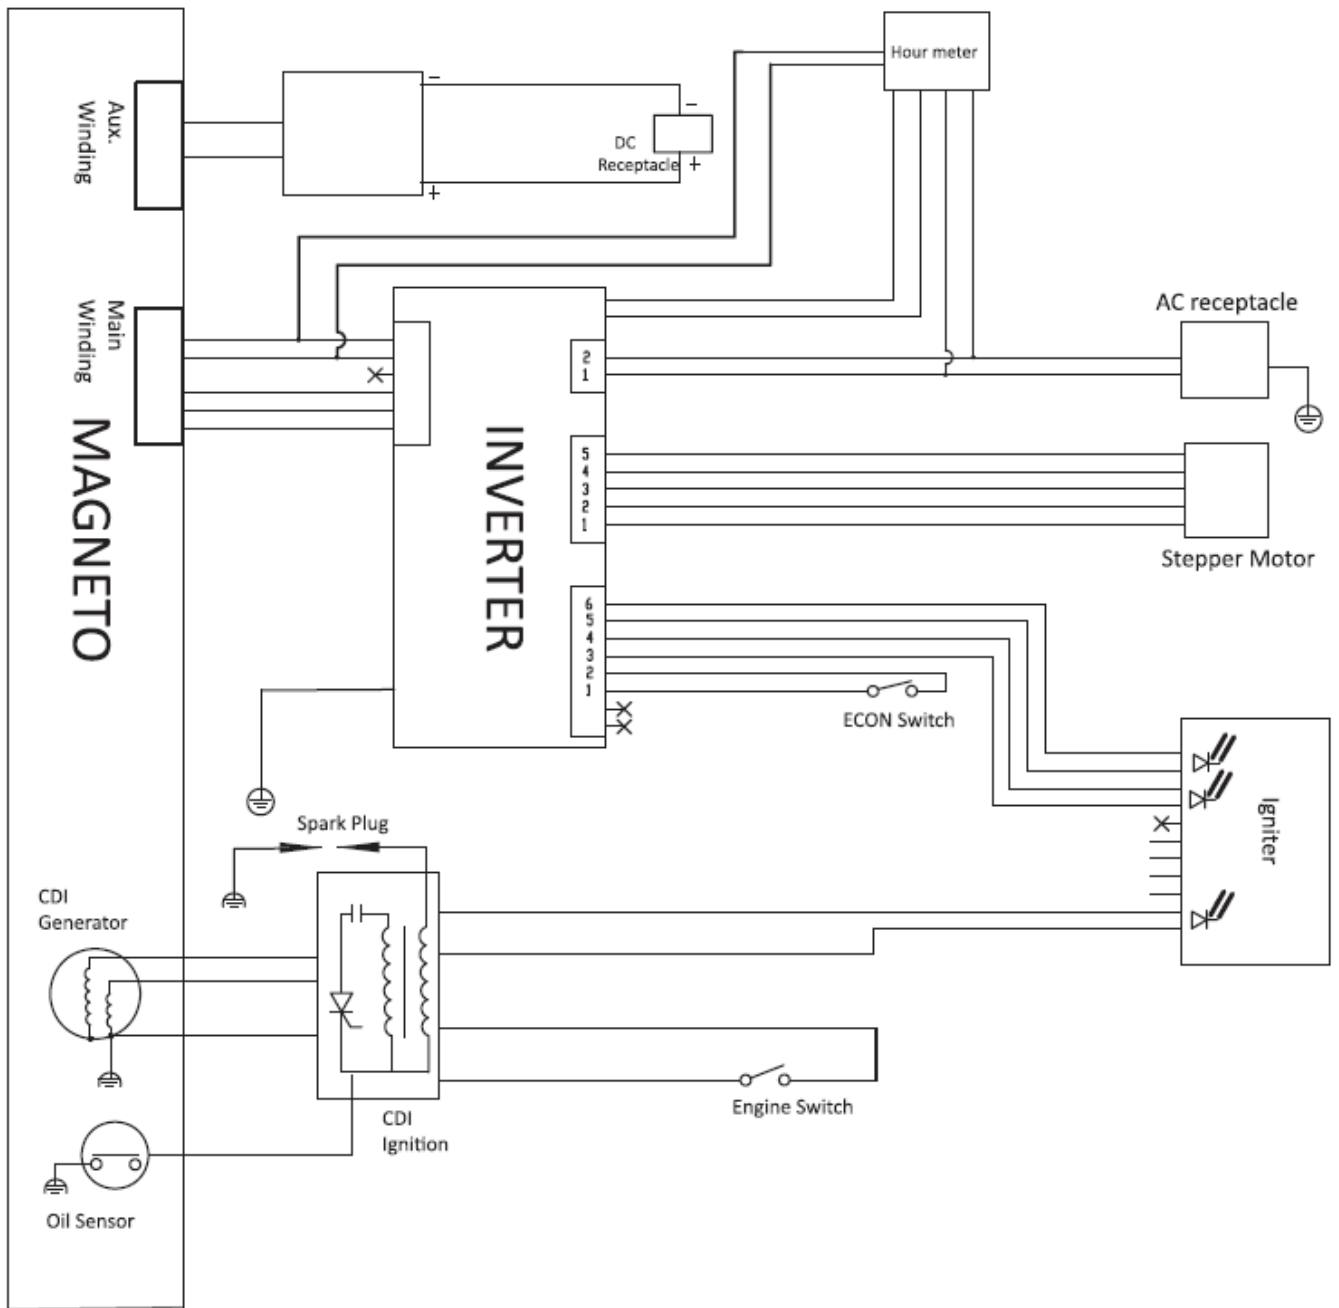 Hour meter
Aux.
Winding
−
−
DC
Receptacle
+
+
Main
Winding
AC receptacle
2
1
MAGNETO
INVERTER
5
4
3
2
1
Stepper Motor
6
5
4
3
2
1
ECON Switch
Igniter
Spark Plug
CDI
Generator
Engine Switch
CDI
Ignition
Oil Sensor